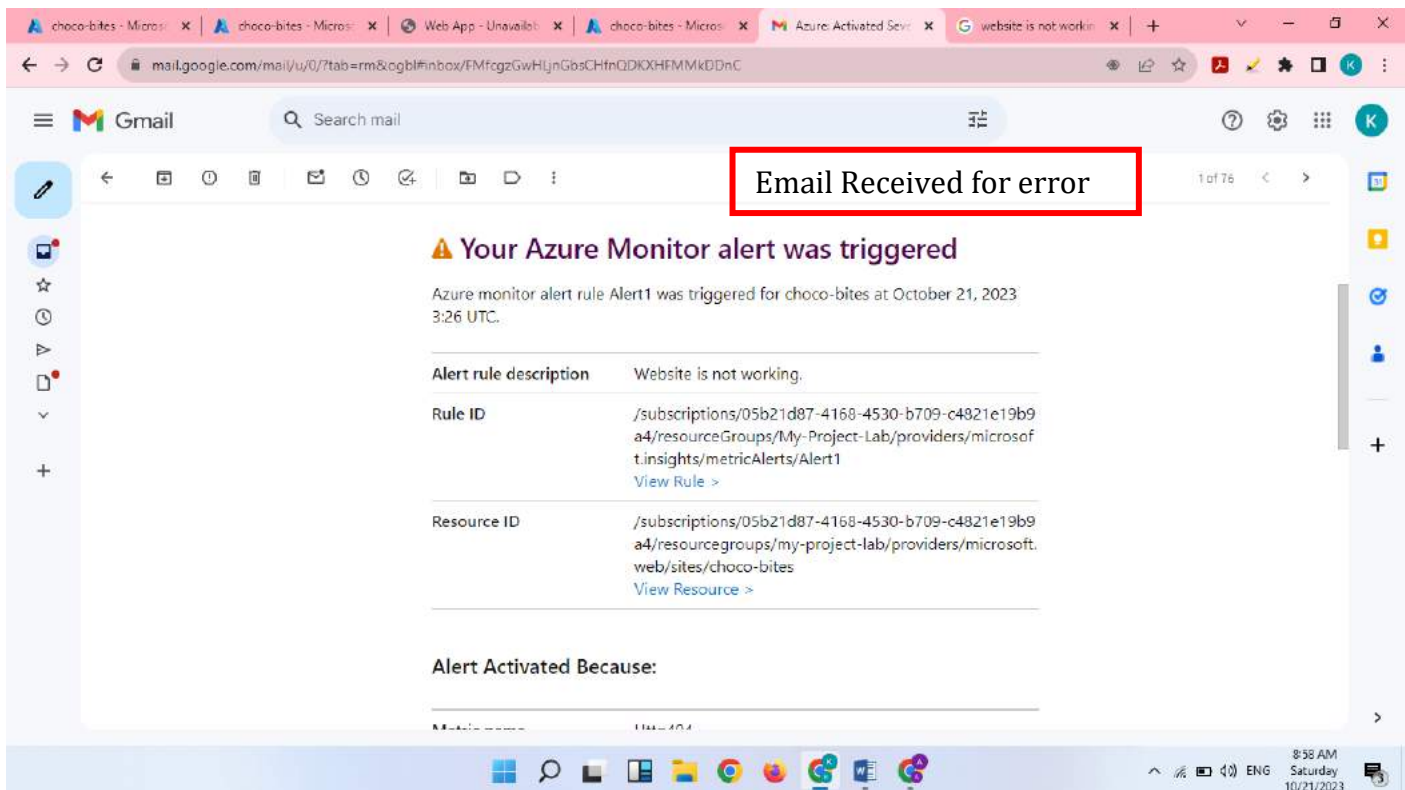 choco-bites - Micros
choco-bites - Micros
Web App - Unavailab
choco-bites - Micros
Azure: Activated Seve
website is not workin
mail.google.com/mail/u/0/?tab=rm&ogbl#inbox/FMfcgzGwHLjnGbsCHfnQDKXHFMMkDDnC
K
Gmail
Search mail
K
Email Received for error
1 of 76
31
Your Azure Monitor alert was triggered
Azure monitor alert rule Alert1 was triggered for choco-bites at October 21, 2023
3:26 UTC.
Alert rule description Website is not working.
Rule ID /subscriptions/05b21d87-4168-4530-b709-c4821e19b9
a4/resourceGroups/My-Project-Lab/providers/microsof
t.insights/metricAlerts/Alert1
View Rule >
Resource ID /subscriptions/05b21d87-4168-4530-b709-c4821e19b9
a4/resourcegroups/my-project-lab/providers/microsoft.
web/sites/choco-bites
View Resource >
Alert Activated Because:
Metric name Http404
ENG
8:58 AM
Saturday
10/21/2023
3